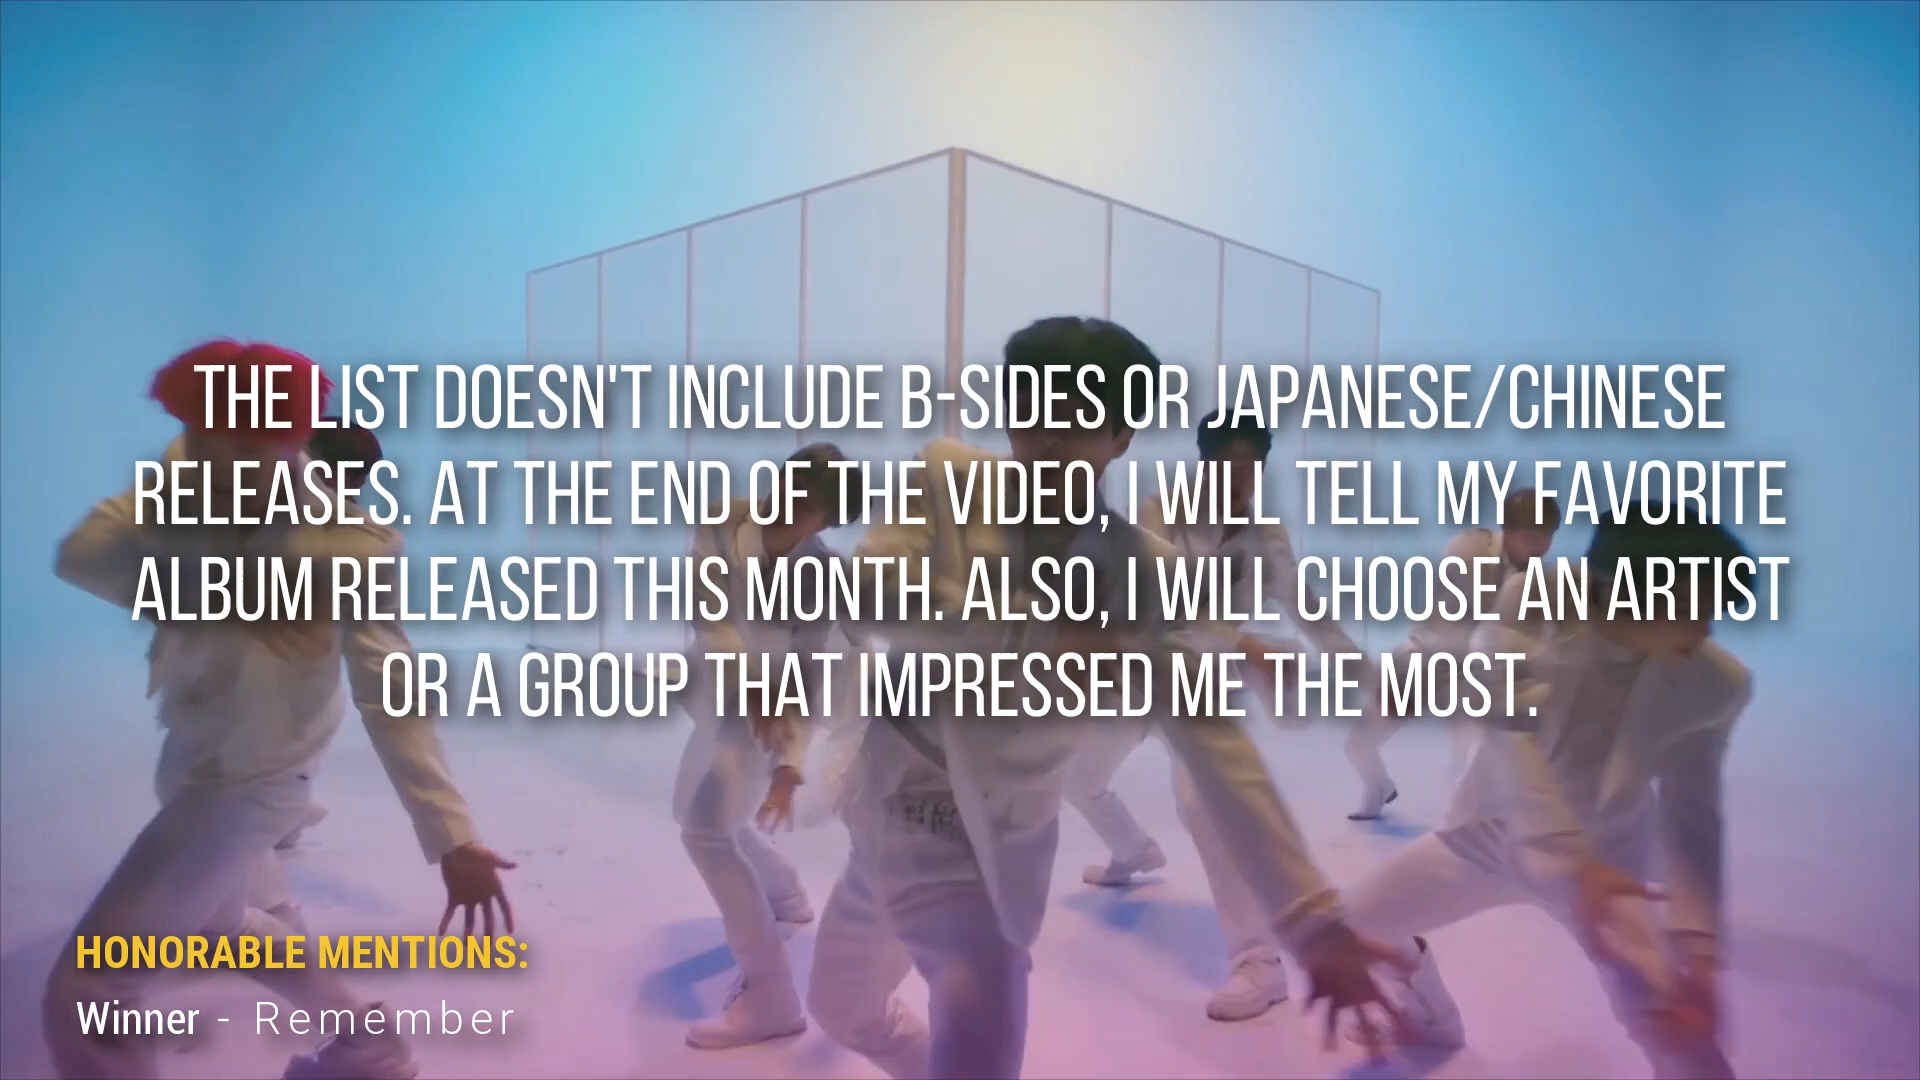 THE LIST DOESN'T INCLUDE B-SIDES OR JAPANESE/CHINESE
RELEASES. AT THE END OF THE VIDEO, I WILL TELL MY FAVORITE
ALBUM RELEASED THIS MONTH. ALSO, I WILL CHOOSE AN ARTIST
OR A GROUP THAT IMPRESSED ME THE MOST.
HONORABLE MENTIONS:
Winner - Remember